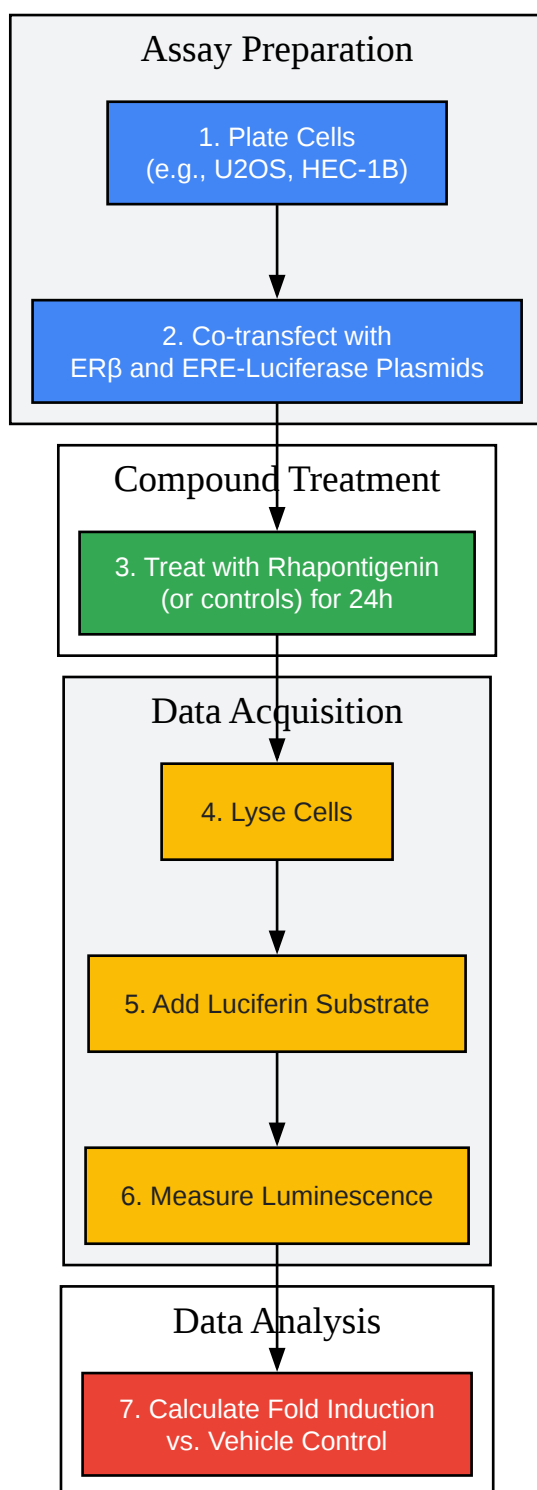 Assay Preparation
1. Plate Cells
(e.g., U2OS, HEC-1B)
2. Co-transfect with
ERβ and ERE-Luciferase Plasmids
Compound Treatment
3. Treat with Rhapontigenin
(or controls) for 24h
Data Acquisition
4. Lyse Cells
5. Add Luciferin Substrate
6. Measure Luminescence
Data Analysis
7. Calculate Fold Induction
vs. Vehicle Control